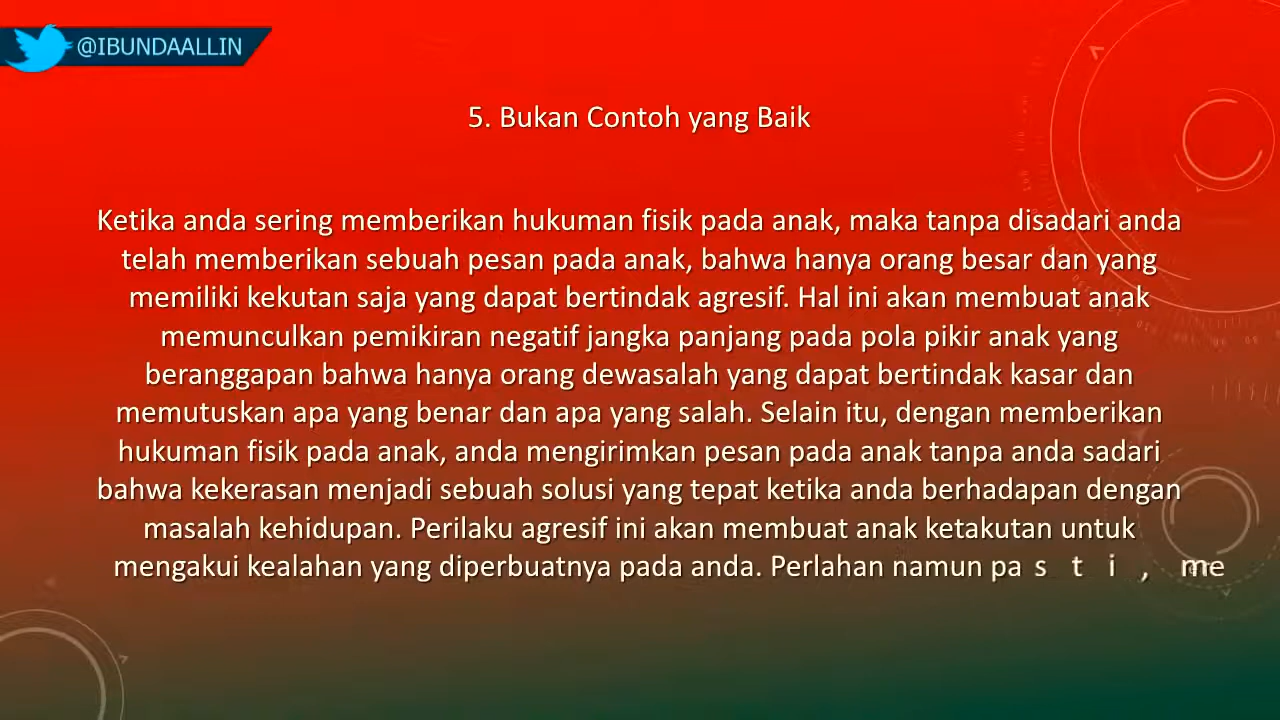 @IBUNDAALLIN
5. Bukan Contoh yang Baik
Ketika anda sering memberikan hukuman fisik pada anak, maka tanpa disadari anda
telah memberikan sebuah pesan pada anak, bahwa hanya orang besar dan yang
memiliki kekutan saja yang dapat bertindak agresif. Hal ini akan membuat anak
memunculkan pemikiran negatif jangka panjang pada pola pikir anak yang
beranggapan bahwa hanya orang dewasalah yang dapat bertindak kasar dan
memutuskan apa yang benar dan apa yang salah. Selain itu, dengan memberikan
hukuman fisik pada anak, anda mengirimkan pesan pada anak tanpa anda sadari
bahwa kekerasan menjadi sebuah solusi yang tepat ketika anda berhadapan dengan
masalah kehidupan. Perilaku agresif ini akan membuat anak ketakutan untuk
mengakui kealahan yang diperbuatnya pada anda. Perlahan namun pasti, me